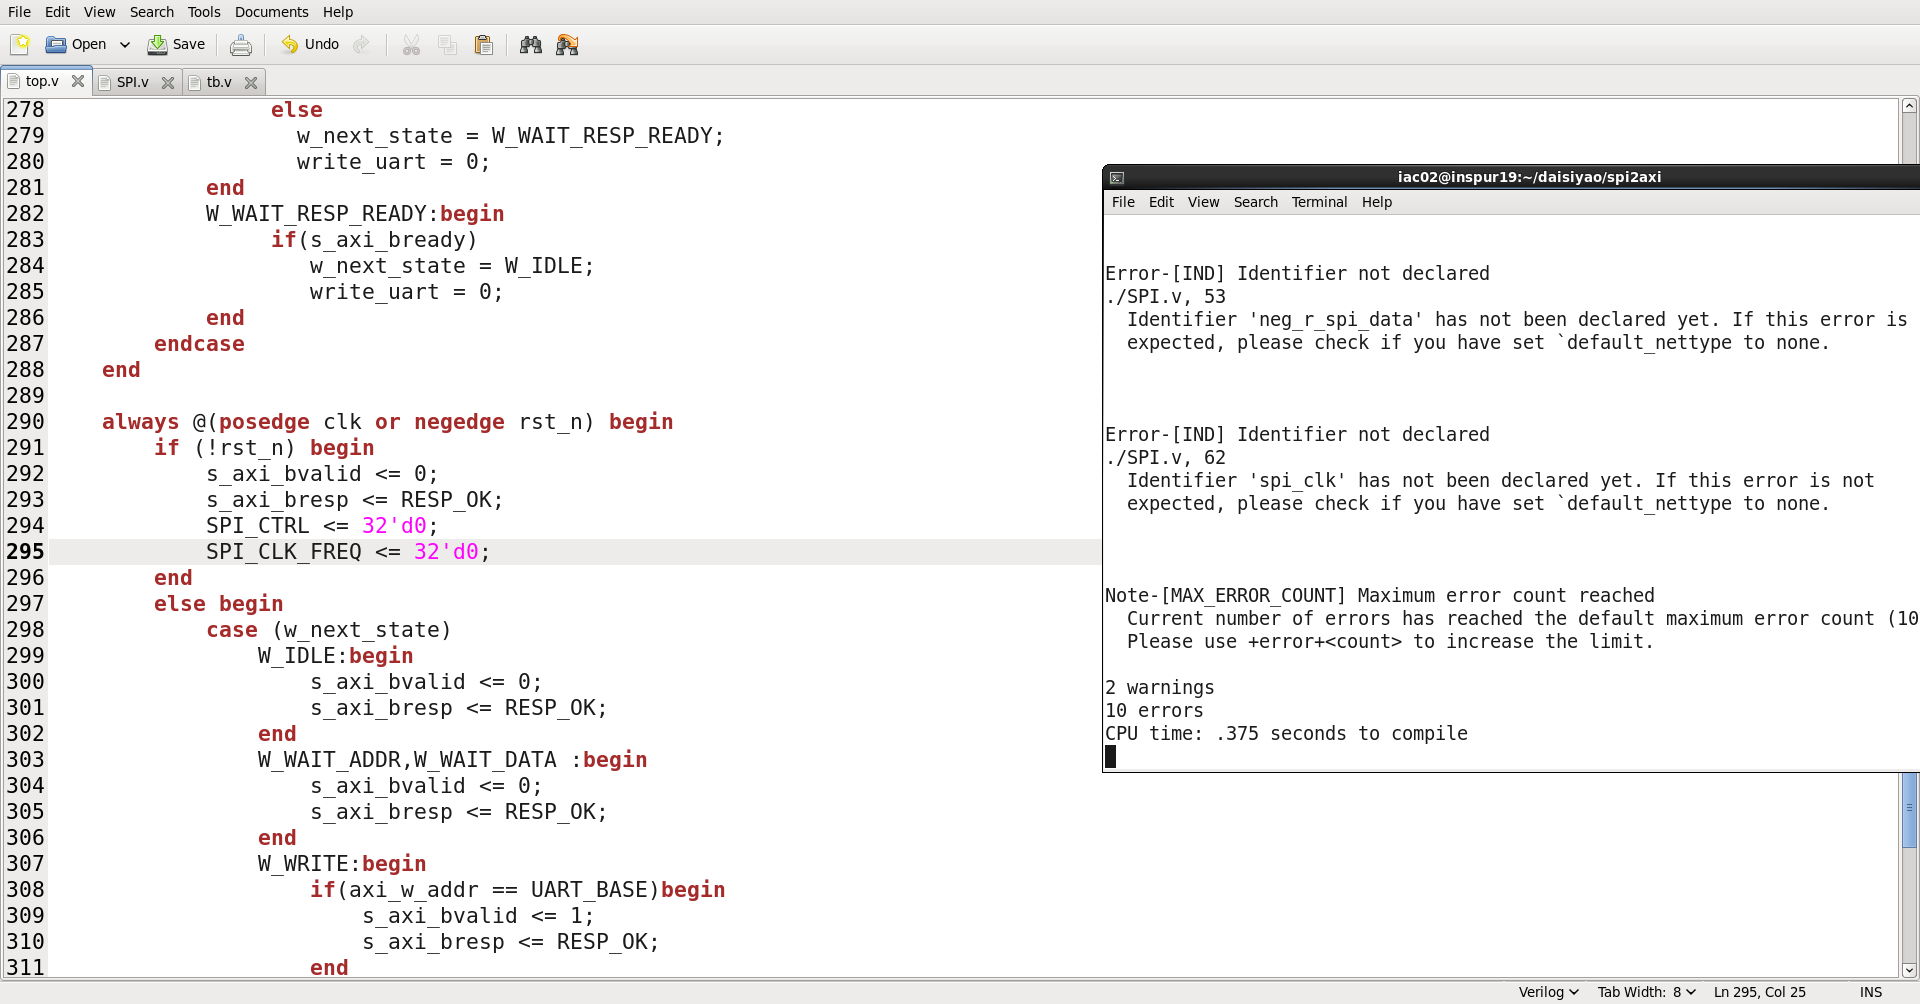 File Edit View Search Tools Documents Help
Open Save Undo
top.v SPI.v tb.v
278 else
279 w_next_state = W_WAIT_RESP_READY;
280 write_uart = 0;
281 end
282 W_WAIT_RESP_READY:begin
283 if(s_axi_bready)
284 w_next_state = W_IDLE;
285 write_uart = 0;
286 end
287 endcase
288 end
289
290 always @(posedge clk or negedge rst_n) begin
291 if (!rst_n) begin
292 s_axi_bvalid <= 0;
293 s_axi_bresp <= RESP_OK;
294 SPI_CTRL <= 32'd0;
295 SPI_CLK_FREQ <= 32'd0;
296 end
297 else begin
298 case (w_next_state)
299 W_IDLE:begin
300 s_axi_bvalid <= 0;
301 s_axi_bresp <= RESP_OK;
302 end
303 W_WAIT_ADDR,W_WAIT_DATA :begin
304 s_axi_bvalid <= 0;
305 s_axi_bresp <= RESP_OK;
306 end
307 W_WRITE:begin
308 if(axi_w_addr == UART_BASE)begin
309 s_axi_bvalid <= 1;
310 s_axi_bresp <= RESP_OK;
311 end
iac02@inspur19:~/daisiyao/spi2axi
File Edit View Search Terminal Help
Error-[IND] Identifier not declared
./SPI.v, 53
Identifier 'neg_r_spi_data' has not been declared yet. If this error is
expected, please check if you have set `default_nettype to none.
Error-[IND] Identifier not declared
./SPI.v, 62
Identifier 'spi_clk' has not been declared yet. If this error is not
expected, please check if you have set `default_nettype to none.
Note-[MAX_ERROR_COUNT] Maximum error count reached
Current number of errors has reached the default maximum error count (10
Please use +error+<count> to increase the limit.
2 warnings
10 errors
CPU time: .375 seconds to compile
Verilog Tab Width: 8 Ln 295, Col 25 INS